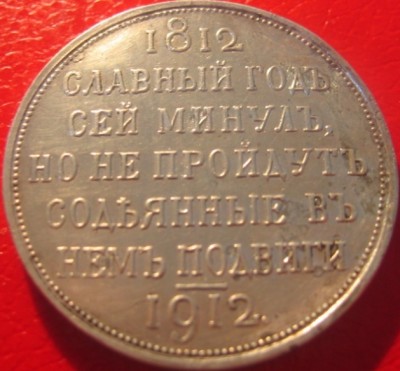 1812
СЛАВНЫЙ ГОДЪ
СЕЙ МИНУЛЪ,
НО НЕ ПРОЙДУТЪ
СОДѢЯННЫЕ ВЪ
НЕМЪ ПОДВИГИ
1912.